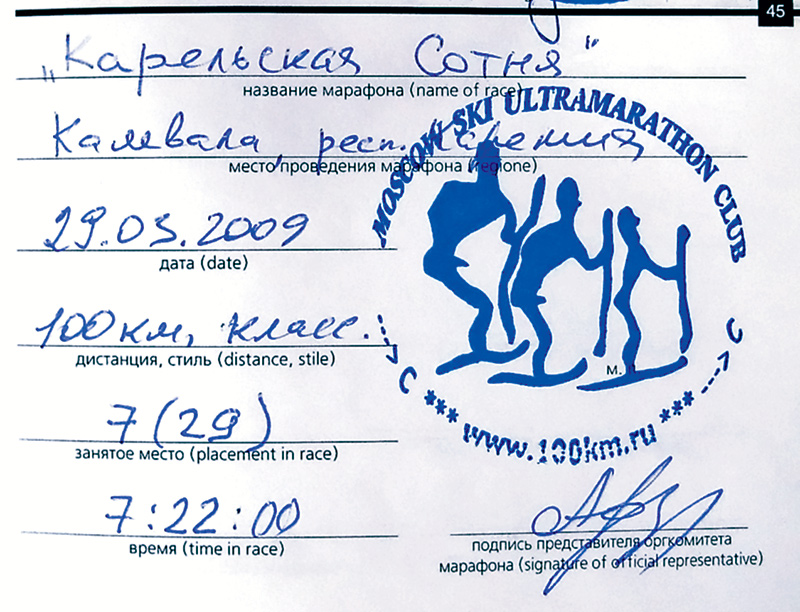 45
„Карельская Сотня"
название марафона (name of race)
Калевала, респ. Карелия
место проведения марафона (regione)
29.03.2009
дата (date)
100 км, класс.
дистанция, стиль (distance, stile)
7 (29)
занятое место (placement in race)
7:22:00
время (time in race)
MOSCOW SKI ULTRAMARATHON CLUB
м.
*** www.100km.ru ***
подпись представителя оргкомитета
марафона (signature of official representative)